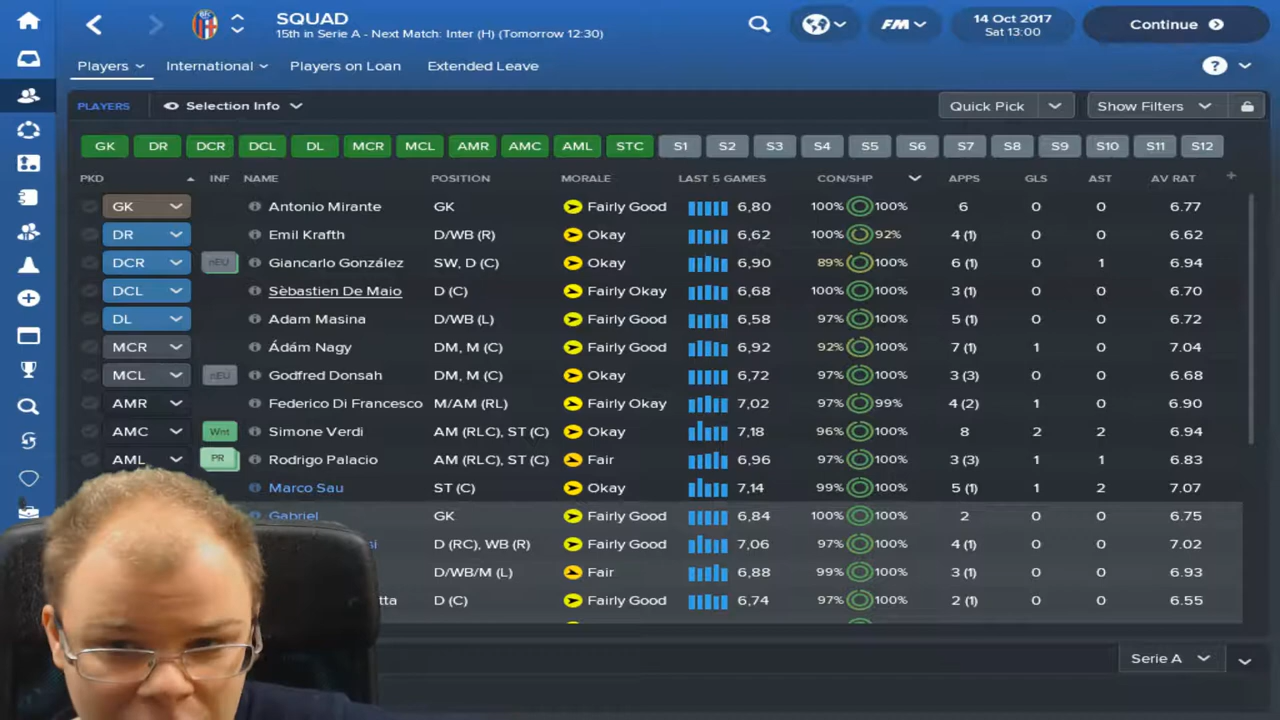 SQUAD
15th in Serie A - Next Match: Inter (H) (Tomorrow 12:30)
FM
14 Oct 2017
Sat 13:00
Continue
Players
International
Players on Loan
Extended Leave
?
PLAYERS
Selection Info
Quick Pick
Show Filters
GK DR DCR DCL DL MCR MCL AMR AMC AML STC S1 S2 S3 S4 S5 S6 S7 S8 S9 S10 S11 S12
PKD INF NAME POSITION MORALE LAST 5 GAMES CON/SHP APPS GLS AST AV RAT +
GK Antonio Mirante GK Fairly Good 6,80 100% 100% 6 0 0 6.77
DR Emil Krafth D/WB (R) Okay 6,62 100% 92% 4 (1) 0 0 6.62
DCR nEU Giancarlo González SW, D (C) Okay 6,90 89% 100% 6 (1) 0 1 6.94
DCL Sèbastien De Maio D (C) Fairly Okay 6,68 100% 100% 3 (1) 0 0 6.70
DL Adam Masina D/WB (L) Fairly Good 6,58 97% 100% 5 (1) 0 0 6.72
MCR Ádám Nagy DM, M (C) Fairly Good 6,92 92% 100% 7 (1) 1 0 7.04
MCL nEU Godfred Donsah DM, M (C) Okay 6,72 97% 100% 3 (3) 0 0 6.68
AMR Federico Di Francesco M/AM (RL) Fairly Okay 7,02 97% 99% 4 (2) 1 0 6.90
AMC Wnt Simone Verdi AM (RLC), ST (C) Okay 7,18 96% 100% 8 2 2 6.94
AML PR Rodrigo Palacio AM (RLC), ST (C) Fair 6,96 97% 100% 3 (3) 1 1 6.83
Marco Sau ST (C) Okay 7,14 99% 100% 5 (1) 1 2 7.07
Gabriel GK Fairly Good 6,84 100% 100% 2 0 0 6.75
D (RC), WB (R) Fairly Good 7,06 97% 100% 4 (1) 0 0 7.02
D/WB/M (L) Fair 6,88 99% 100% 3 (1) 0 0 6.93
D (C) Fairly Good 6,74 97% 100% 2 (1) 0 0 6.55
Serie A